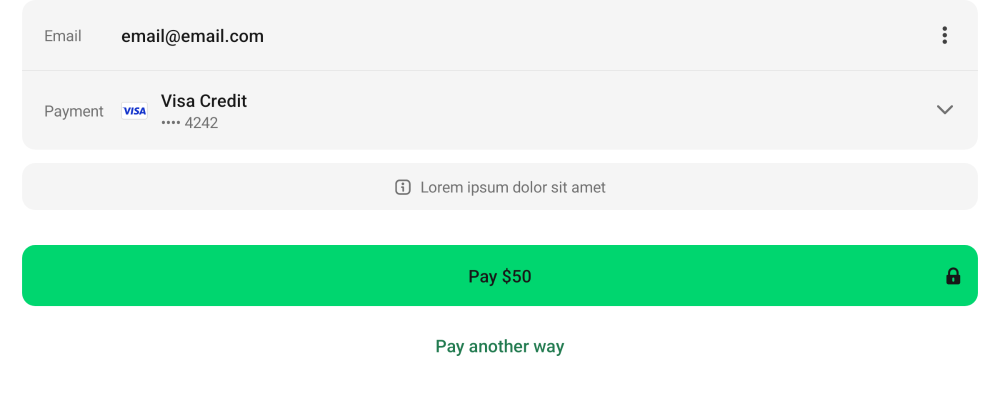 Email email@email.com
Payment VISA Visa Credit
•••• 4242
Lorem ipsum dolor sit amet
Pay $50
Pay another way